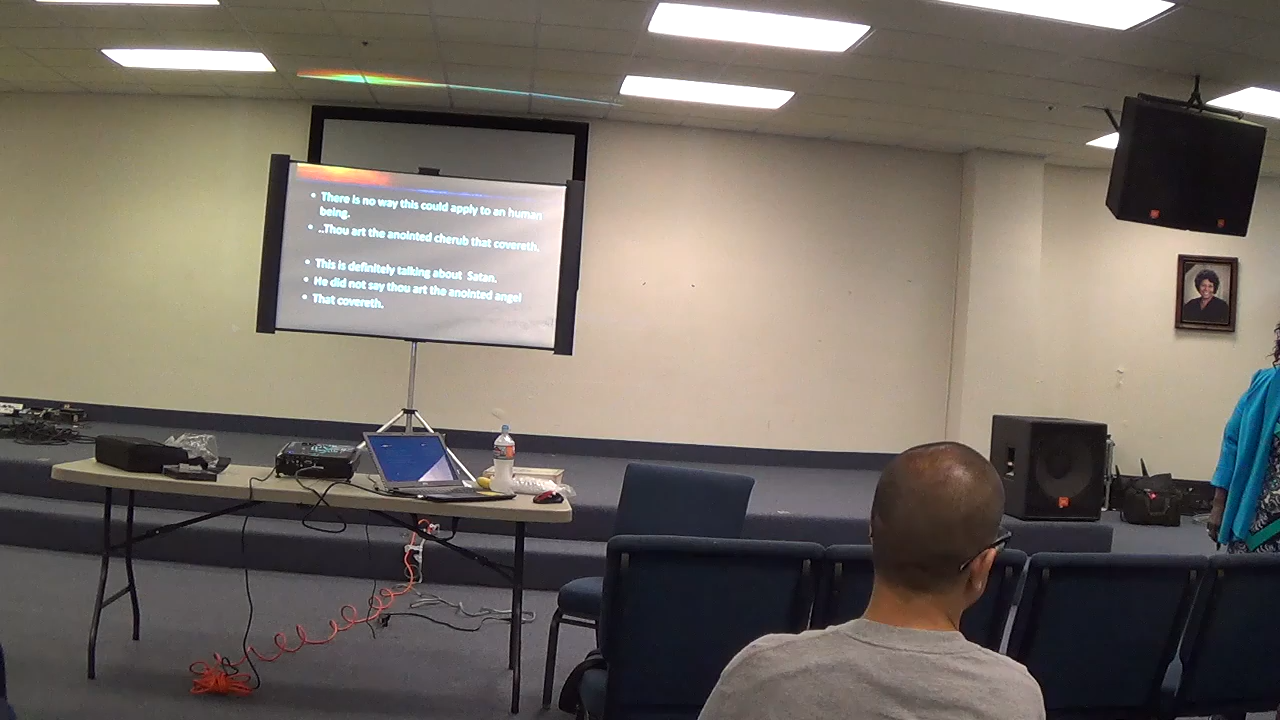 • There is no way this could apply to an human
being.
• ..Thou art the anointed cherub that covereth.
• This is definitely talking about Satan.
• He did not say thou art the anointed angel
• That covereth.